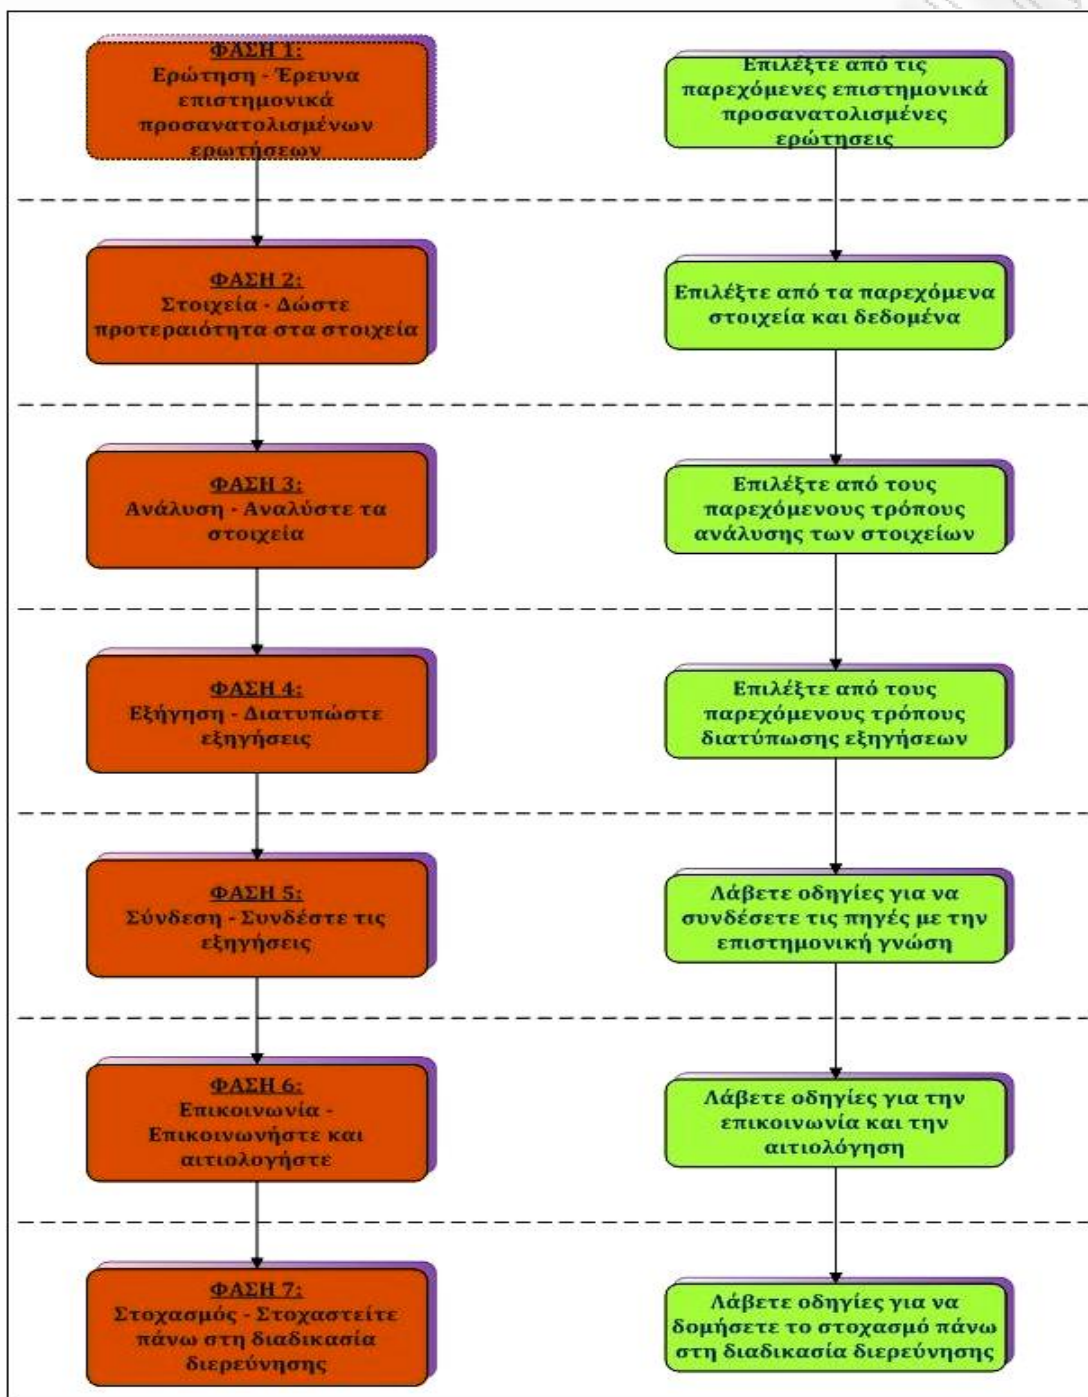 ΦΑΣΗ 1:
Ερώτηση - Έρευνα
επιστημονικά
προσανατολισμένων
ερωτήσεων
Επιλέξτε από τις
παρεχόμενες επιστημονικά
προσανατολισμένες
ερώτησεις
ΦΑΣΗ 2:
Στοιχεία - Δώστε
προτεραιότητα στα στοιχεία
Επιλέξτε από τα παρεχόμενα
στοιχεία και δεδομένα
ΦΑΣΗ 3:
Ανάλυση - Αναλύστε τα
στοιχεία
Επιλέξτε από τους
παρεχόμενους τρόπους
ανάλυσης των στοιχείων
ΦΑΣΗ 4:
Εξήγηση - Διατυπώστε
εξηγήσεις
Επιλέξτε από τους
παρεχόμενους τρόπους
διατύπωσης εξηγήσεων
ΦΑΣΗ 5:
Σύνδεση - Συνδέστε τις
εξηγήσεις
Λάβετε οδηγίες για να
συνδέσετε τις πηγές με την
επιστημονική γνώση
ΦΑΣΗ 6:
Επικοινωνία -
Επικοινωνήστε και
αιτιολογήστε
Λάβετε οδηγίες για την
επικοινωνία και την
αιτιολόγηση
ΦΑΣΗ 7:
Στοχασμός - Στοχαστείτε
πάνω στη διαδικασία
διερεύνησης
Λάβετε οδηγίες για να
δομήσετε το στοχασμό πάνω
στη διαδικασία διερεύνησης